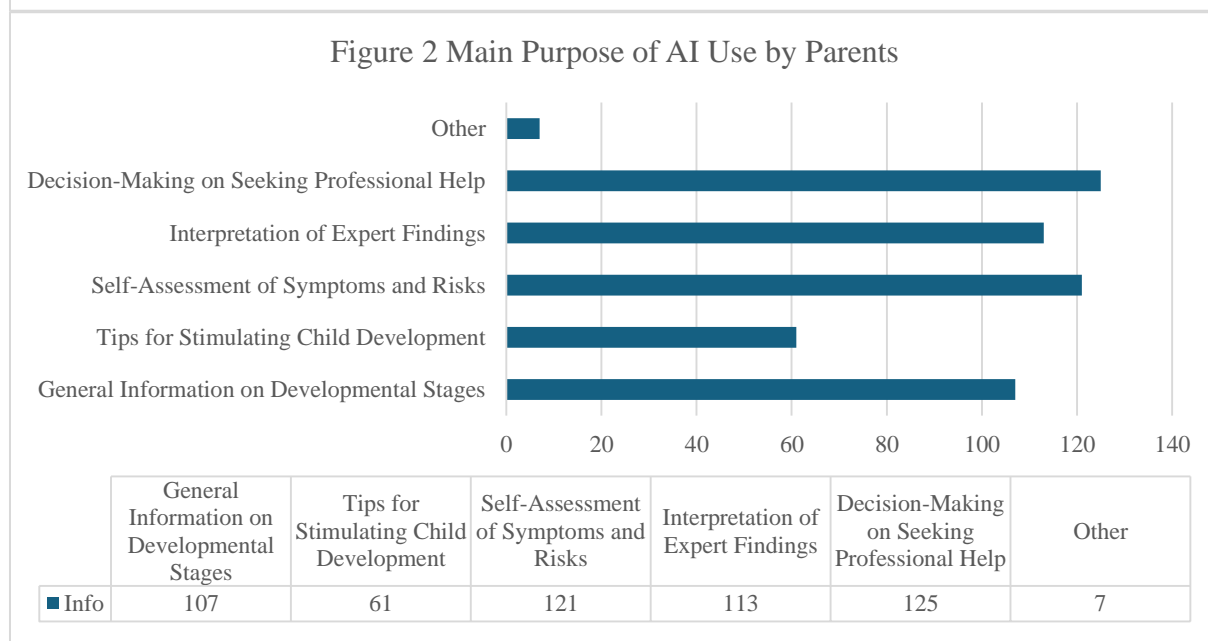 Figure 2 Main Purpose of AI Use by Parents
Other
Decision-Making on Seeking Professional Help
Interpretation of Expert Findings
Self-Assessment of Symptoms and Risks
Tips for Stimulating Child Development
General Information on Developmental Stages
0 20 40 60 80 100 120 140
General Information on Developmental Stages
Tips for Stimulating Child Development
Self-Assessment of Symptoms and Risks
Interpretation of Expert Findings
Decision-Making on Seeking Professional Help
Other
Info 107 61 121 113 125 7